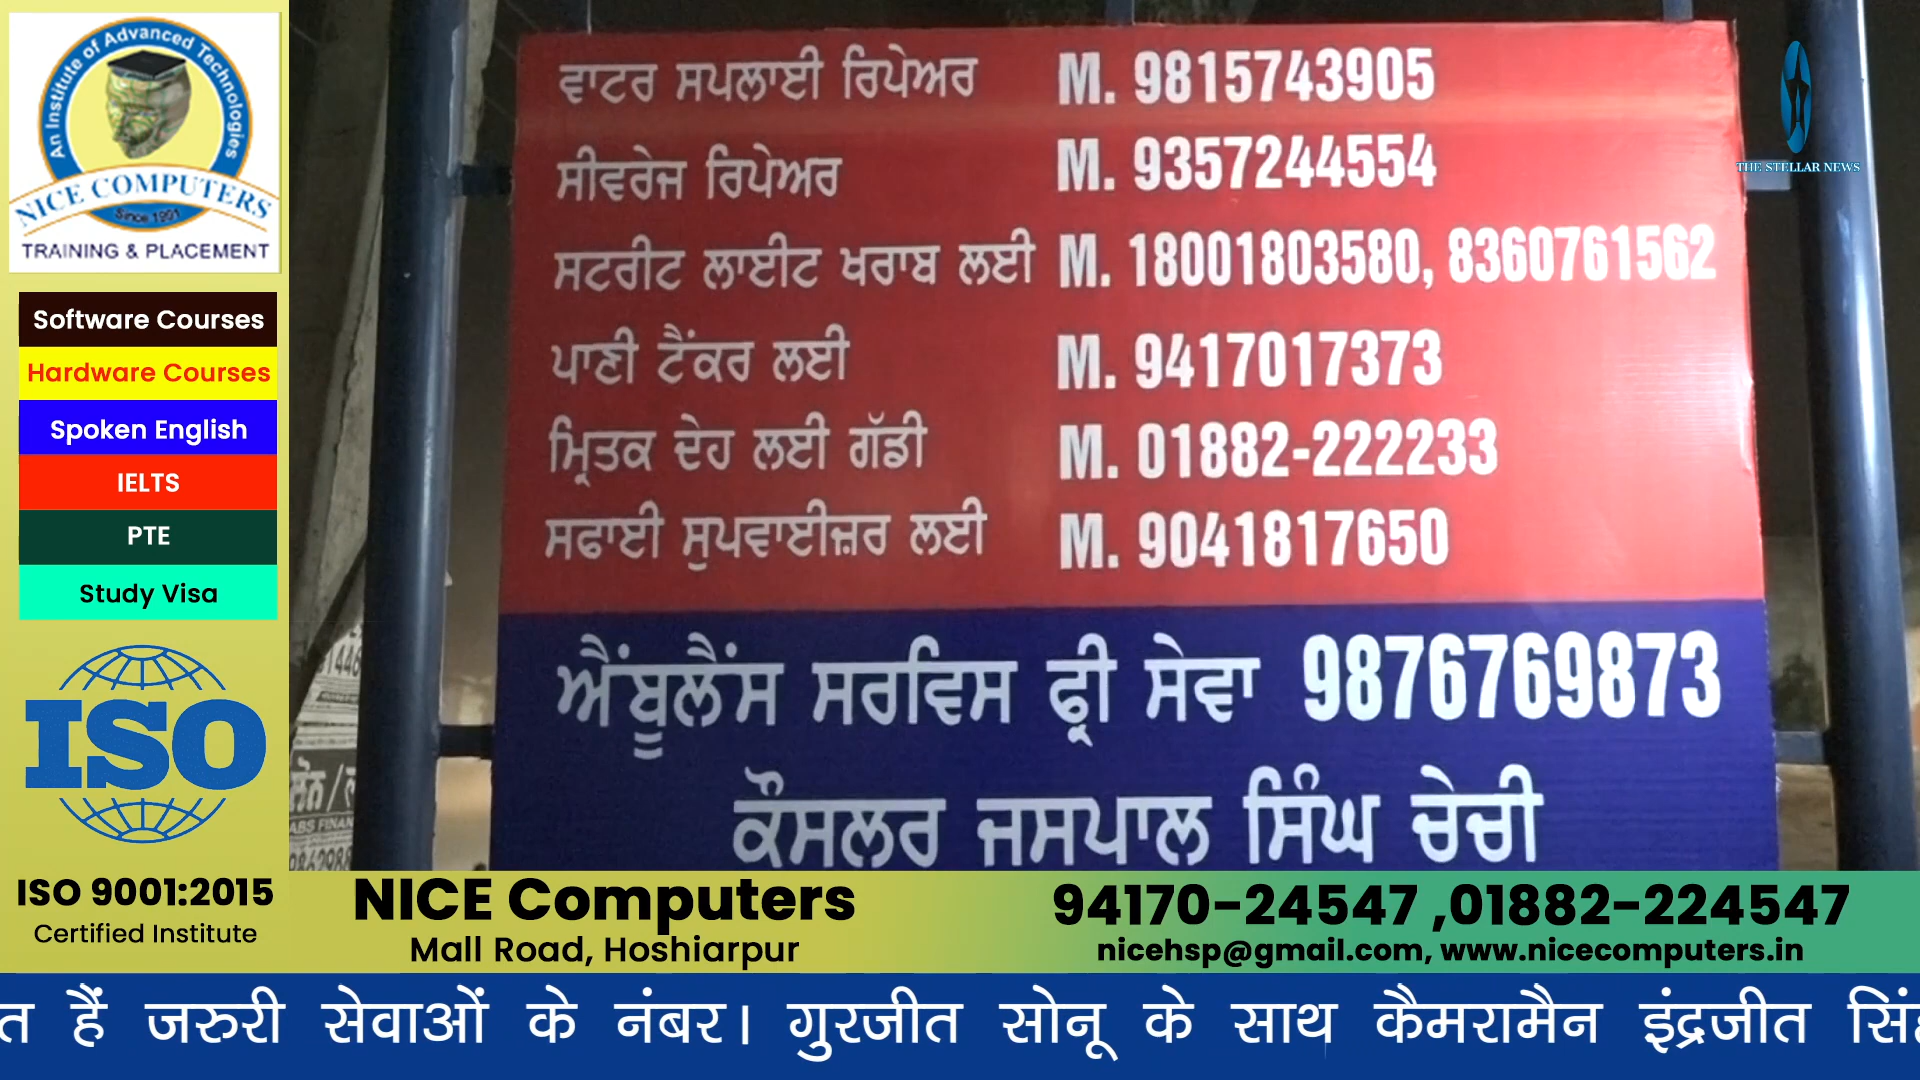 An Institute of Advanced Technologies
NICE COMPUTERS
Since 1991
TRAINING & PLACEMENT
Software Courses
Hardware Courses
Spoken English
IELTS
PTE
Study Visa
ISO
ISO 9001:2015
Certified Institute
ਵਾਟਰ ਸਪਲਾਈ ਰਿਪੇਅਰ M. 9815743905
ਸੀਵਰੇਜ ਰਿਪੇਅਰ M. 9357244554
ਸਟਰੀਟ ਲਾਈਟ ਖਰਾਬ ਲਈ M. 18001803580, 8360761562
ਪਾਣੀ ਟੈਂਕਰ ਲਈ M. 9417017373
ਮ੍ਰਿਤਕ ਦੇਹ ਲਈ ਗੱਡੀ M. 01882-222233
ਸਫਾਈ ਸੁਪਵਾਈਜ਼ਰ ਲਈ M. 9041817650
ਐਂਬੂਲੈਂਸ ਸਰਵਿਸ ਫ੍ਰੀ ਸੇਵਾ 9876769873
ਕੌਂਸਲਰ ਜਸਪਾਲ ਸਿੰਘ ਚੇਚੀ
THE STELLAR NEWS
NICE Computers
Mall Road, Hoshiarpur
94170-24547 ,01882-224547
nicehsp@gmail.com, www.nicecomputers.in
हैं जरुरी सेवाओं के नंबर। गुरजीत सोनू के साथ कैमरामैन इंद्रजीत